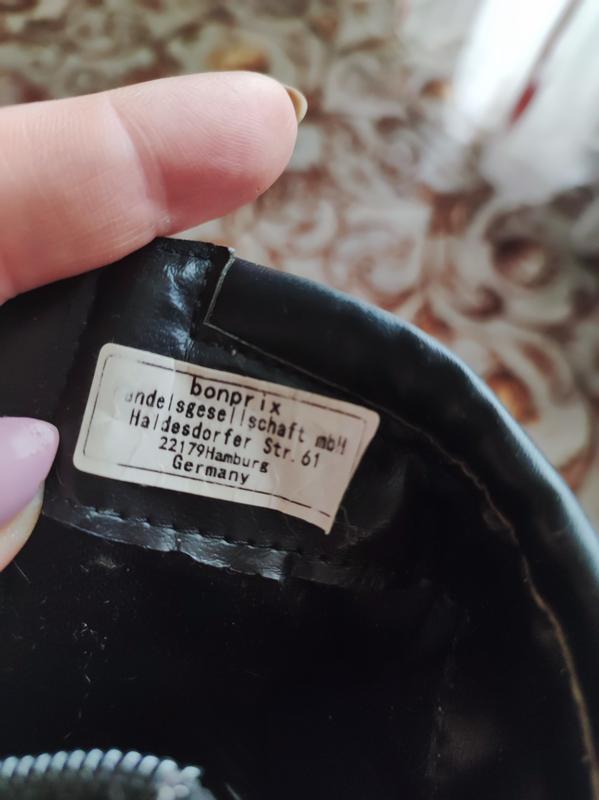 bonprix
andelsgesellschaft mbH
Haldesdorfer Str. 61
22179Hamburg
Germany